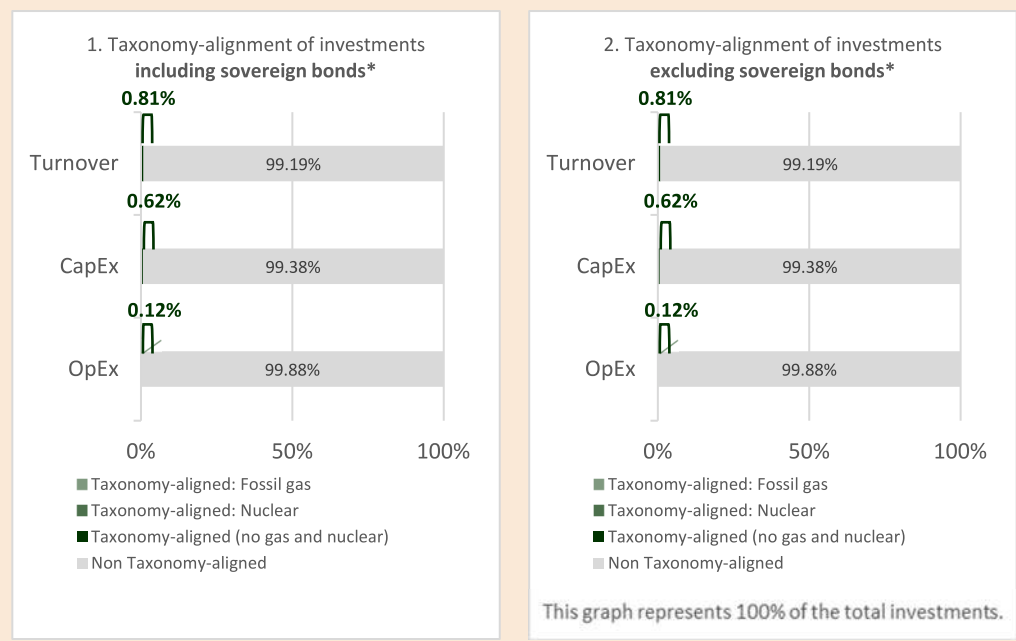 1. Taxonomy-alignment of investments
including sovereign bonds*
0.81%
Turnover
99.19%
0.62%
CapEx
99.38%
0.12%
OpEx
99.88%
0% 50% 100%
Taxonomy-aligned: Fossil gas
Taxonomy-aligned: Nuclear
Taxonomy-aligned (no gas and nuclear)
Non Taxonomy-aligned
2. Taxonomy-alignment of investments
excluding sovereign bonds*
0.81%
Turnover
99.19%
0.62%
CapEx
99.38%
0.12%
OpEx
99.88%
0% 50% 100%
Taxonomy-aligned: Fossil gas
Taxonomy-aligned: Nuclear
Taxonomy-aligned (no gas and nuclear)
Non Taxonomy-aligned
This graph represents 100% of the total investments.